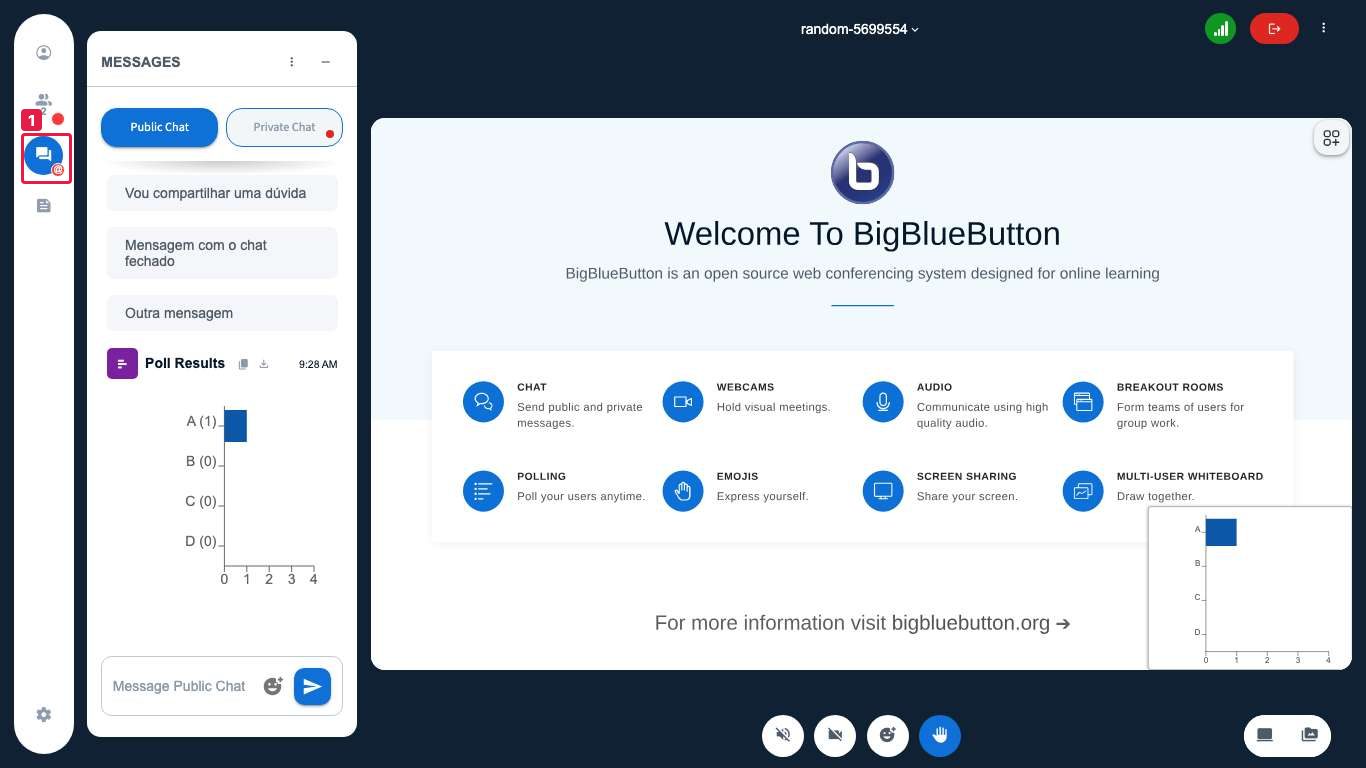 random-5699554
MESSAGES
2
1
@
Public Chat
Private Chat
Vou compartilhar uma dúvida
Mensagem com o chat
fechado
Outra mensagem
Poll Results
9:28 AM
A (1)
B (0)
C (0)
D (0)
0 1 2 3 4
Message Public Chat
b
Welcome To BigBlueButton
BigBlueButton is an open source web conferencing system designed for online learning
CHAT
Send public and private
messages.
WEBCAMS
Hold visual meetings.
AUDIO
Communicate using high
quality audio.
BREAKOUT ROOMS
Form teams of users for
group work.
POLLING
Poll your users anytime.
EMOJIS
Express yourself.
SCREEN SHARING
Share your screen.
MULTI-USER WHITEBOARD
Draw together.
For more information visit bigbluebutton.org →
A
B
C
D
0 1 2 3 4